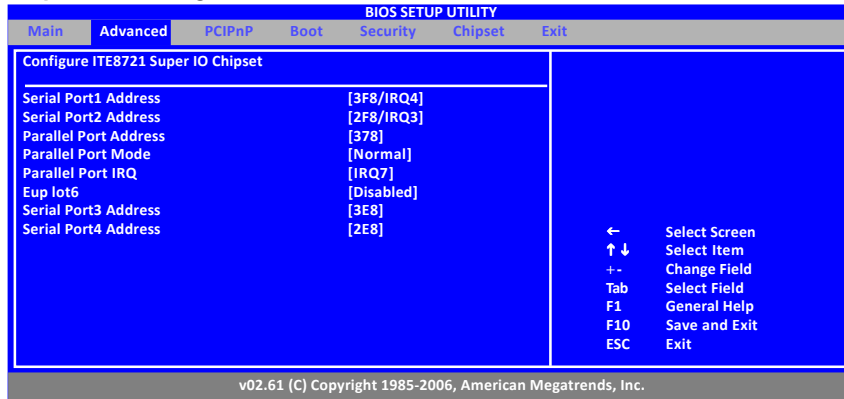 BIOS SETUP UTILITY
Main Advanced PCIPnP Boot Security Chipset Exit
Configure ITE8721 Super IO Chipset
Serial Port1 Address [3F8/IRQ4]
Serial Port2 Address [2F8/IRQ3]
Parallel Port Address [378]
Parallel Port Mode [Normal]
Parallel Port IRQ [IRQ7]
Eup lot6 [Disabled]
Serial Port3 Address [3E8]
Serial Port4 Address [2E8]
← Select Screen
↑↓ Select Item
+- Change Field
Tab Select Field
F1 General Help
F10 Save and Exit
ESC Exit
v02.61 (C) Copyright 1985-2006, American Megatrends, Inc.